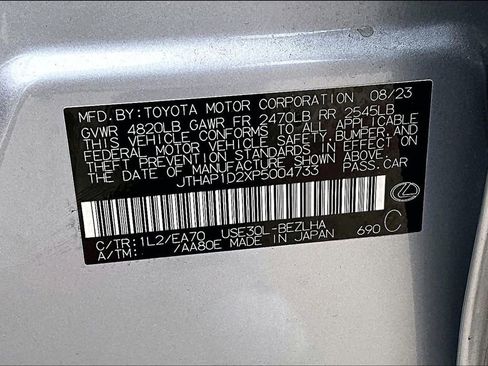 MFD. BY: TOYOTA MOTOR CORPORATION 08/23
GVWR 4820LB GAWR FR 2470LB RR 2545LB
THIS VEHICLE CONFORMS TO ALL APPLICABLE
FEDERAL MOTOR VEHICLE SAFETY, BUMPER, AND
THEFT PREVENTION STANDARDS IN EFFECT ON
THE DATE OF MANUFACTURE SHOWN ABOVE.
JTHAP1D2XP5004733 PASS.CAR
C/TR: 1L2/EA70 USE30L-BEZLHA
A/TM: /AA80E MADE IN JAPAN 690 C